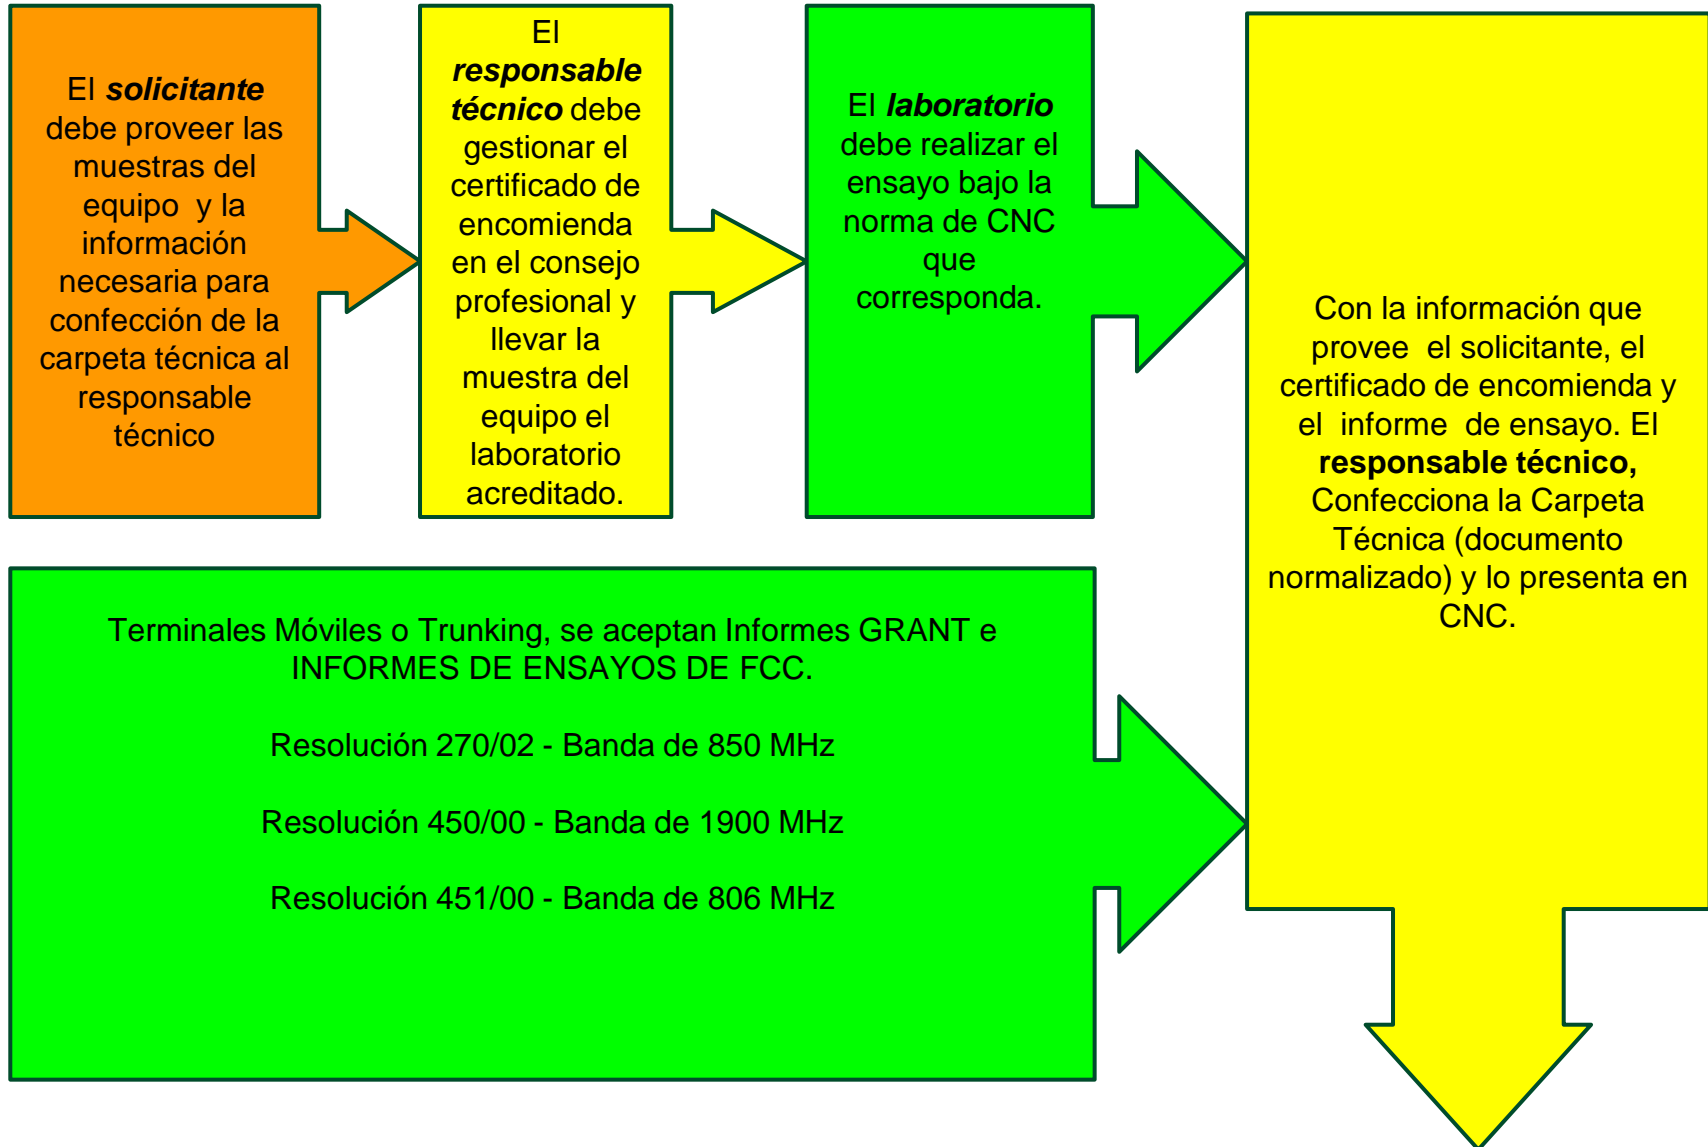 El solicitante
debe proveer las
muestras del
equipo y la
información
necesaria para
confección de la
carpeta técnica al
responsable
técnico
El
responsable
técnico debe
gestionar el
certificado de
encomienda
en el consejo
profesional y
llevar la
muestra del
equipo el
laboratorio
acreditado.
El laboratorio
debe realizar el
ensayo bajo la
norma de CNC
que
corresponda.
Con la información que
provee el solicitante, el
certificado de encomienda y
el informe de ensayo. El
responsable técnico,
Confecciona la Carpeta
Técnica (documento
normalizado) y lo presenta en
CNC.
Terminales Móviles o Trunking, se aceptan Informes GRANT e
INFORMES DE ENSAYOS DE FCC.
Resolución 270/02 - Banda de 850 MHz
Resolución 450/00 - Banda de 1900 MHz
Resolución 451/00 - Banda de 806 MHz